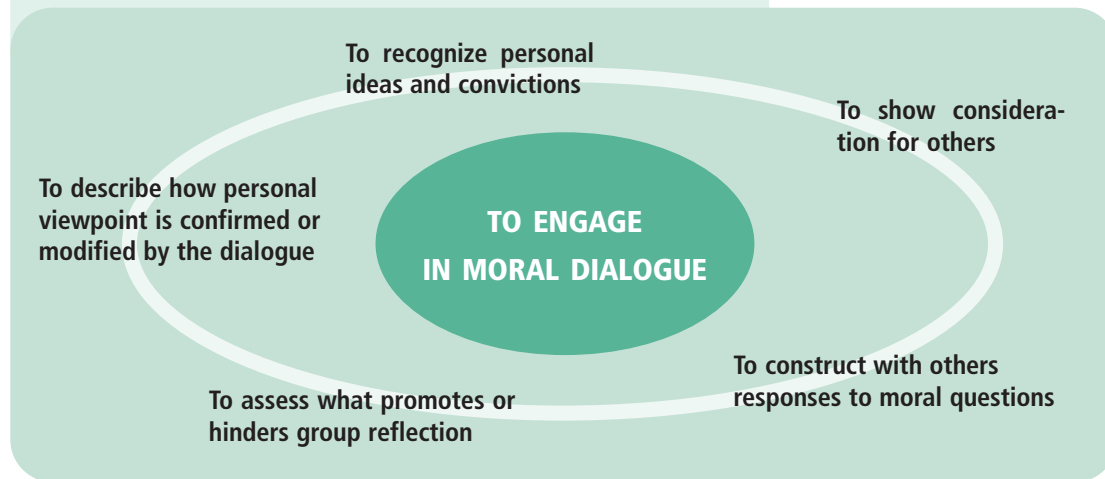 To recognize personal
ideas and convictions
To show considera-
tion for others
To describe how personal
viewpoint is confirmed or
modified by the dialogue
TO ENGAGE
IN MORAL DIALOGUE
To construct with others
responses to moral questions
To assess what promotes or
hinders group reflection